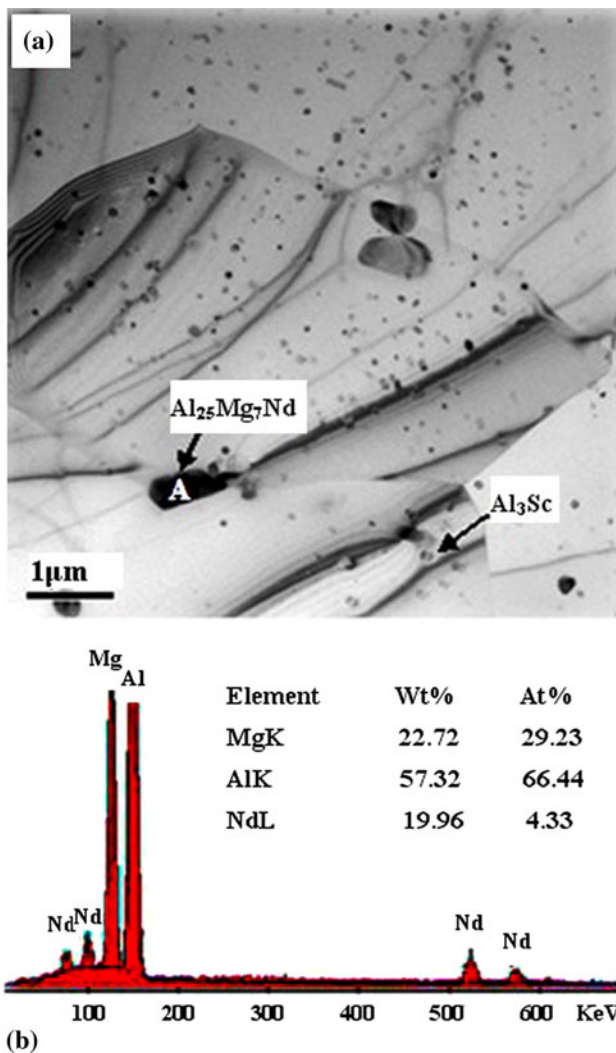 (a)
Al₂₅Mg₇Nd
A
Al₃Sc
1μm
Mg
Al
Element Wt% At%
MgK 22.72 29.23
AlK 57.32 66.44
NdL 19.96 4.33
Nd Nd Nd Nd
100 200 300 400 500 600 KeV
(b)